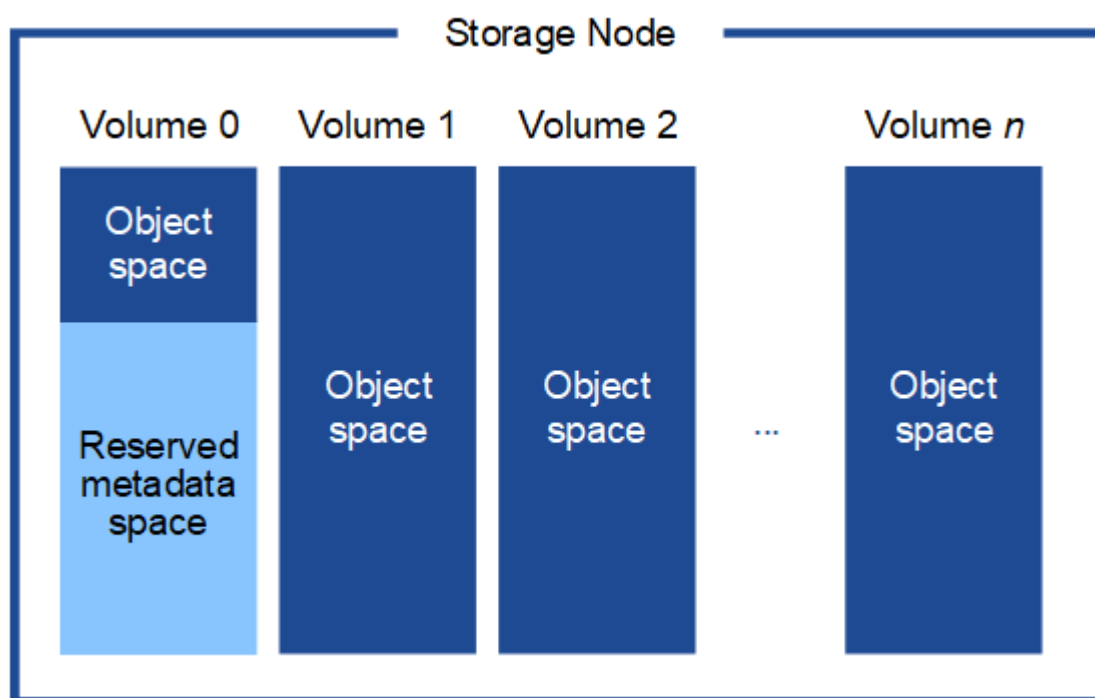 Storage Node
Volume 0
Volume 1
Volume 2
Volume n
Object
space
Reserved
metadata
space
Object
space
Object
space
...
Object
space